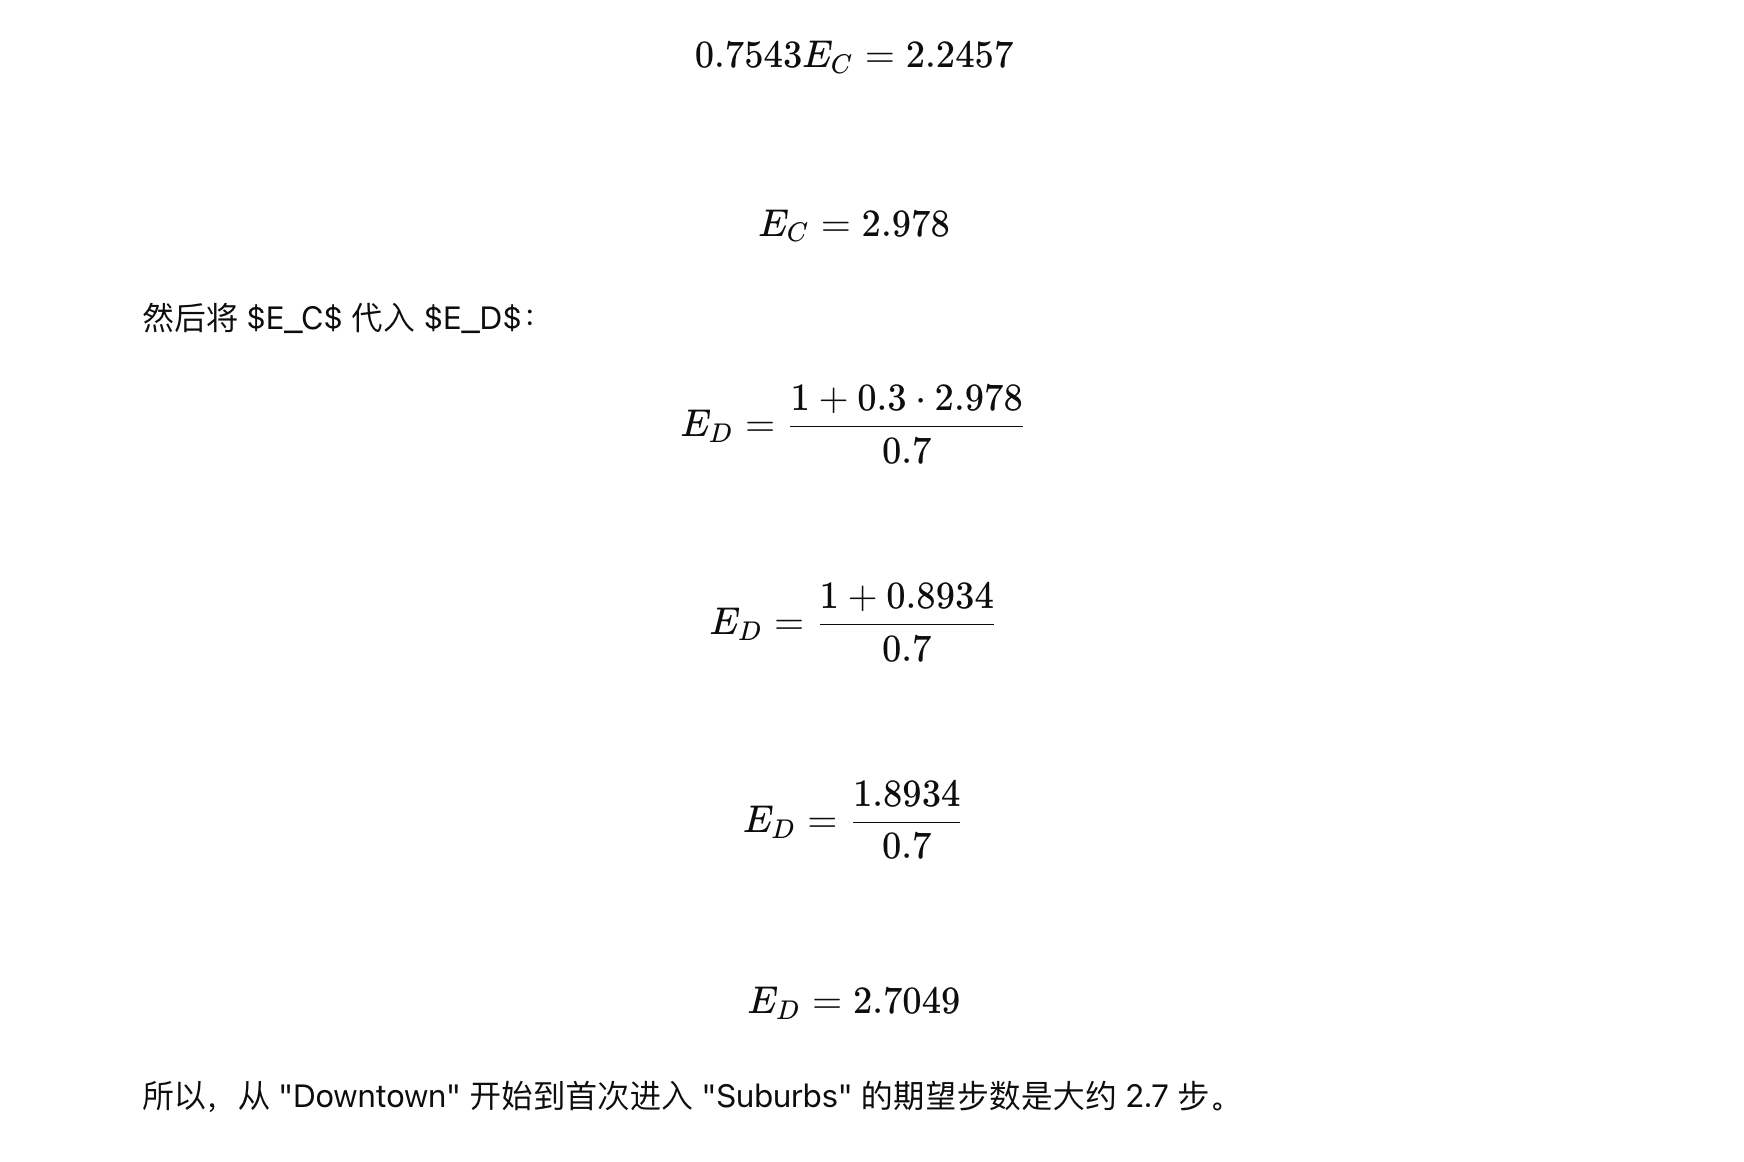 0.7543E_C = 2.2457
E_C = 2.978
然后将 $E_C$ 代入 $E_D$：
E_D = \frac{1 + 0.3 \cdot 2.978}{0.7}
E_D = \frac{1 + 0.8934}{0.7}
E_D = \frac{1.8934}{0.7}
E_D = 2.7049
所以，从 "Downtown" 开始到首次进入 "Suburbs" 的期望步数是大约 2.7 步。